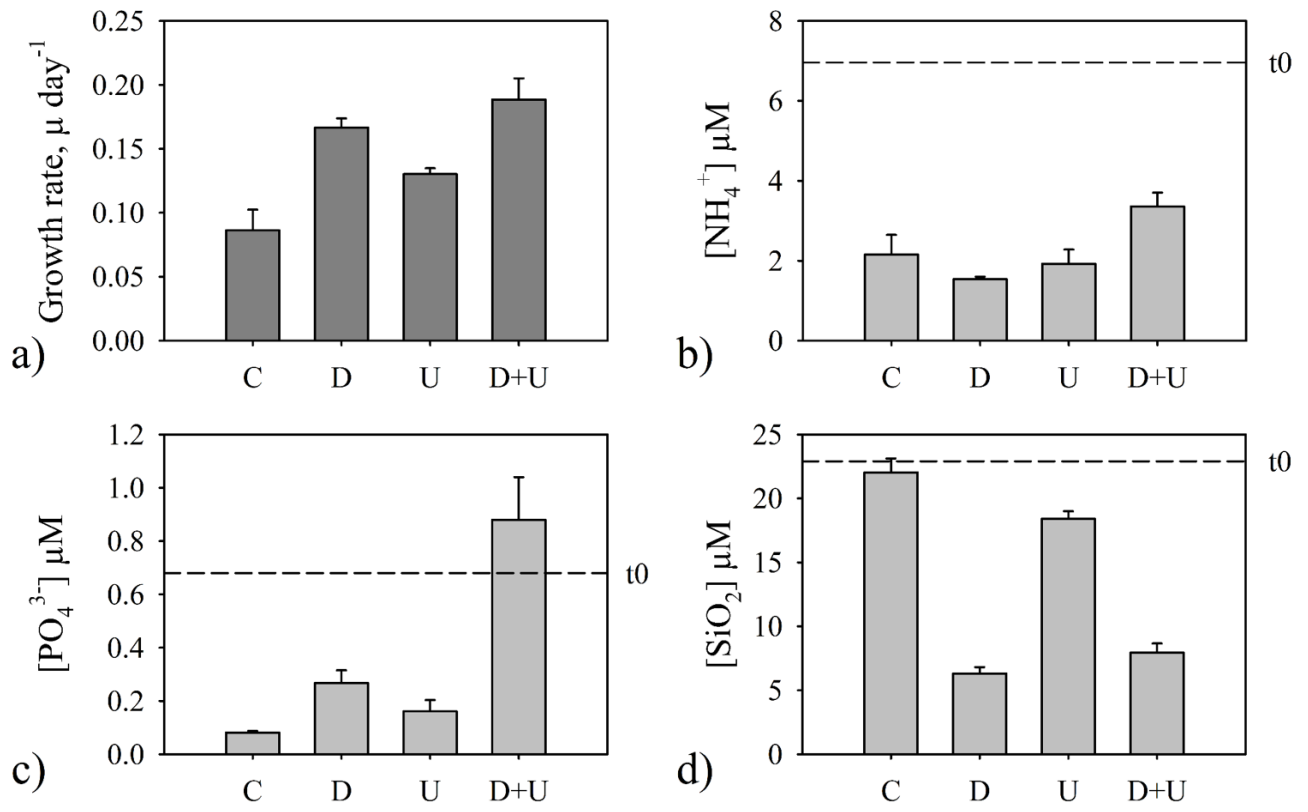 a)
Growth rate, µ day⁻¹
0.25
0.20
0.15
0.10
0.05
0.00
C D U D+U
b)
[NH₄⁺] µM
8
6
4
2
0
t0
C D U D+U
c)
[PO₄³⁻] µM
1.2
1.0
0.8
0.6
0.4
0.2
0.0
t0
C D U D+U
d)
[SiO₂] µM
25
20
15
10
5
0
t0
C D U D+U